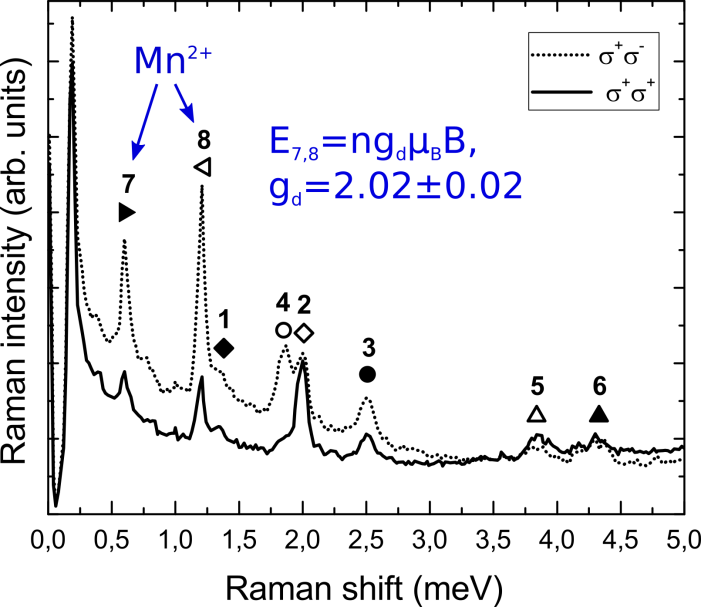 Mn²⁺
σ⁺σ⁻
σ⁺σ⁺
E₇,₈=ng_dμ_BB,
g_d=2.02±0.02
7
8
1
4
2
3
5
6
Raman intensity (arb. units)
0,0 0,5 1,0 1,5 2,0 2,5 3,0 3,5 4,0 4,5 5,0
Raman shift (meV)